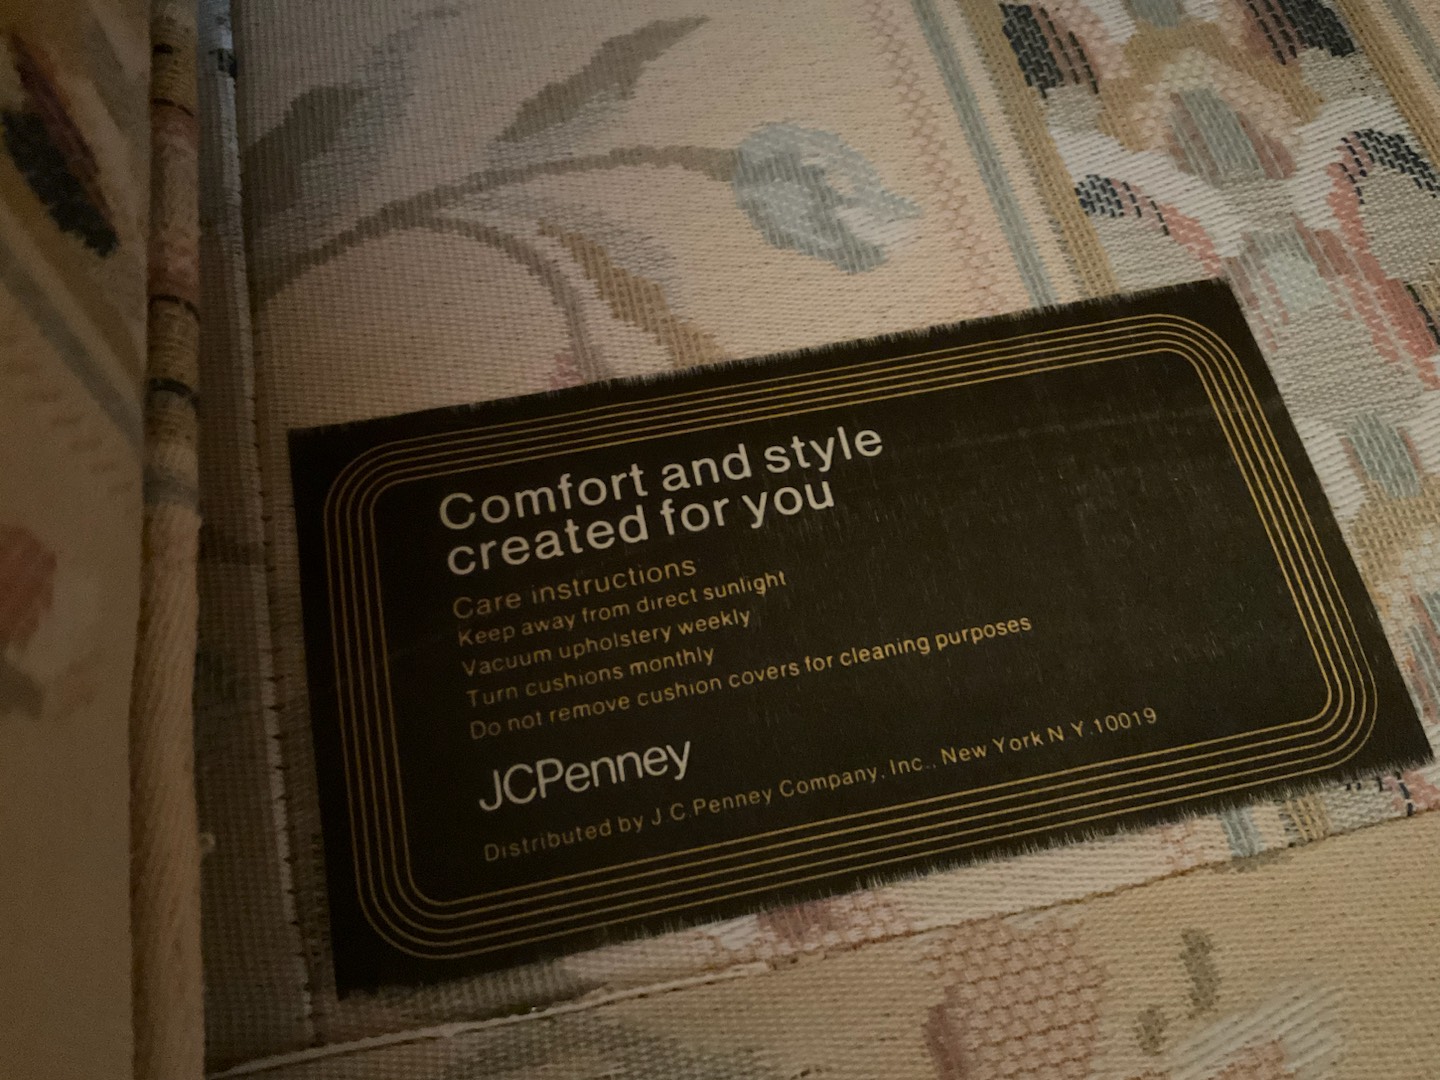 Comfort and style
created for you
Care instructions
Keep away from direct sunlight
Vacuum upholstery weekly
Turn cushions monthly
Do not remove cushion covers for cleaning purposes
JCPenney
Distributed by J.C.Penney Company, Inc., New York N.Y.10019